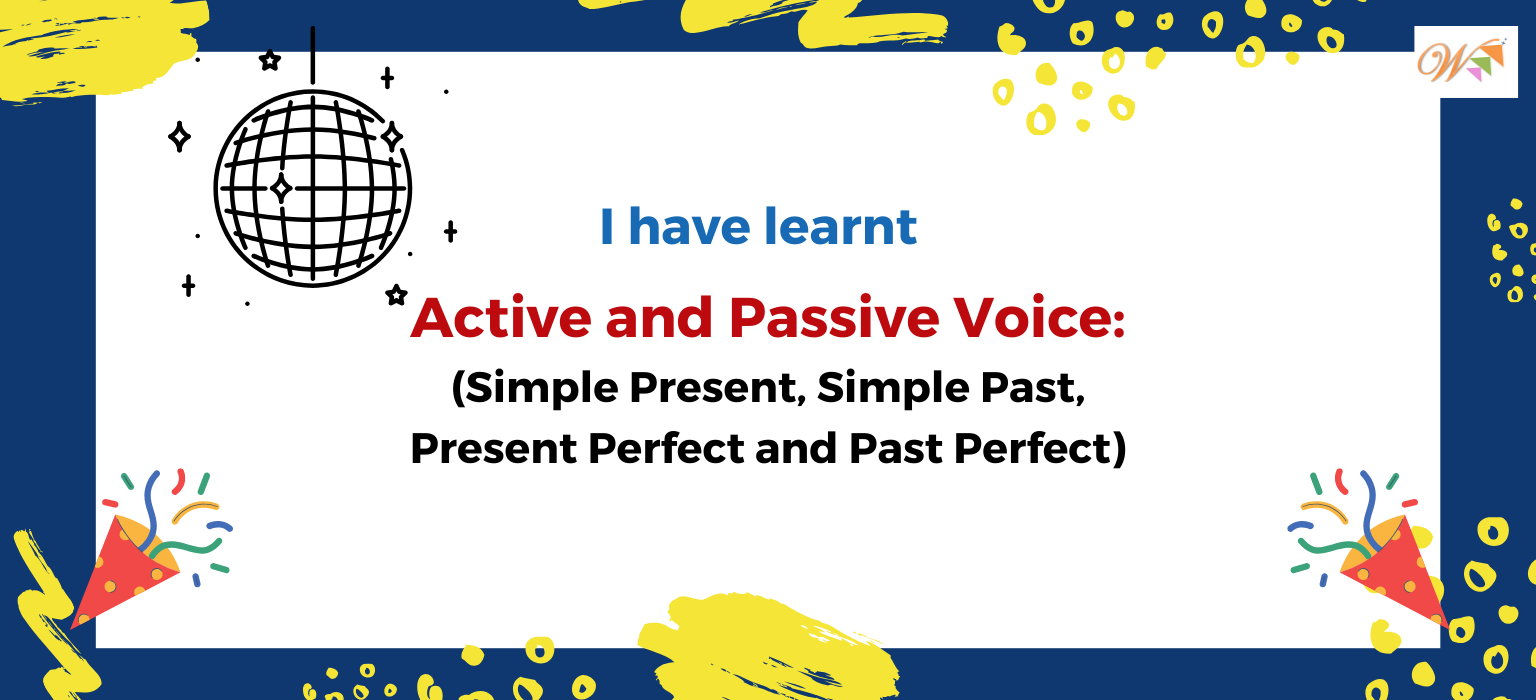 W
I have learnt
Active and Passive Voice:
(Simple Present, Simple Past,
Present Perfect and Past Perfect)